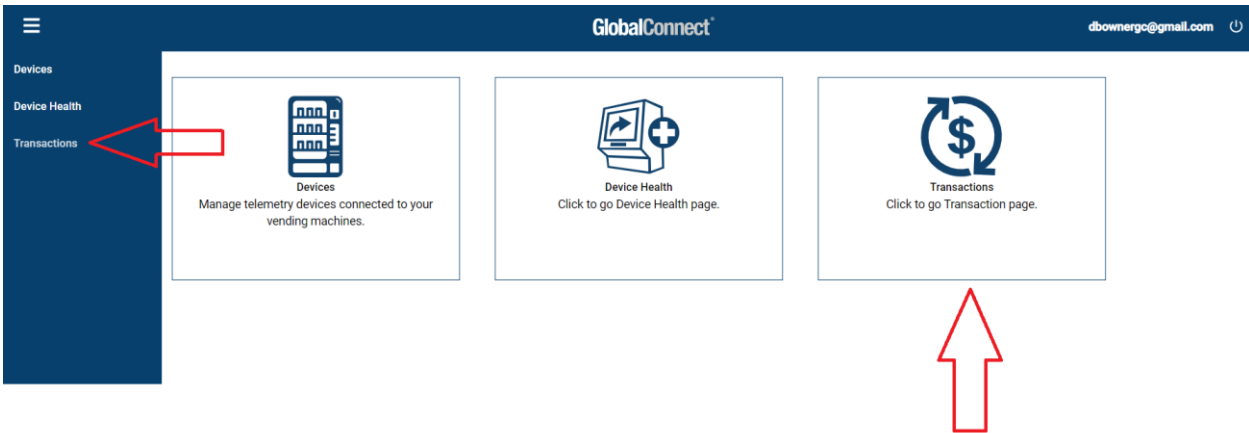 GlobalConnect®
dbownergc@gmail.com
Devices
Device Health
Transactions
Devices
Manage telemetry devices connected to your
vending machines.
Device Health
Click to go Device Health page.
$
Transactions
Click to go Transaction page.